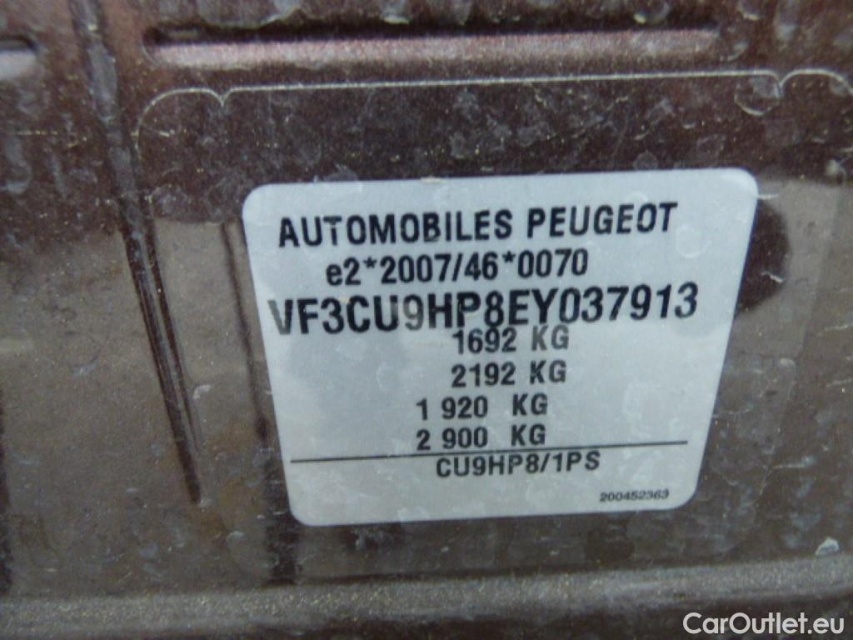 AUTOMOBILES PEUGEOT
e2*2007/46*0070
VF3CU9HP8EY037913
1692 KG
2192 KG
1 920 KG
2 900 KG
CU9HP8/1PS
200452363
CarOutlet.eu